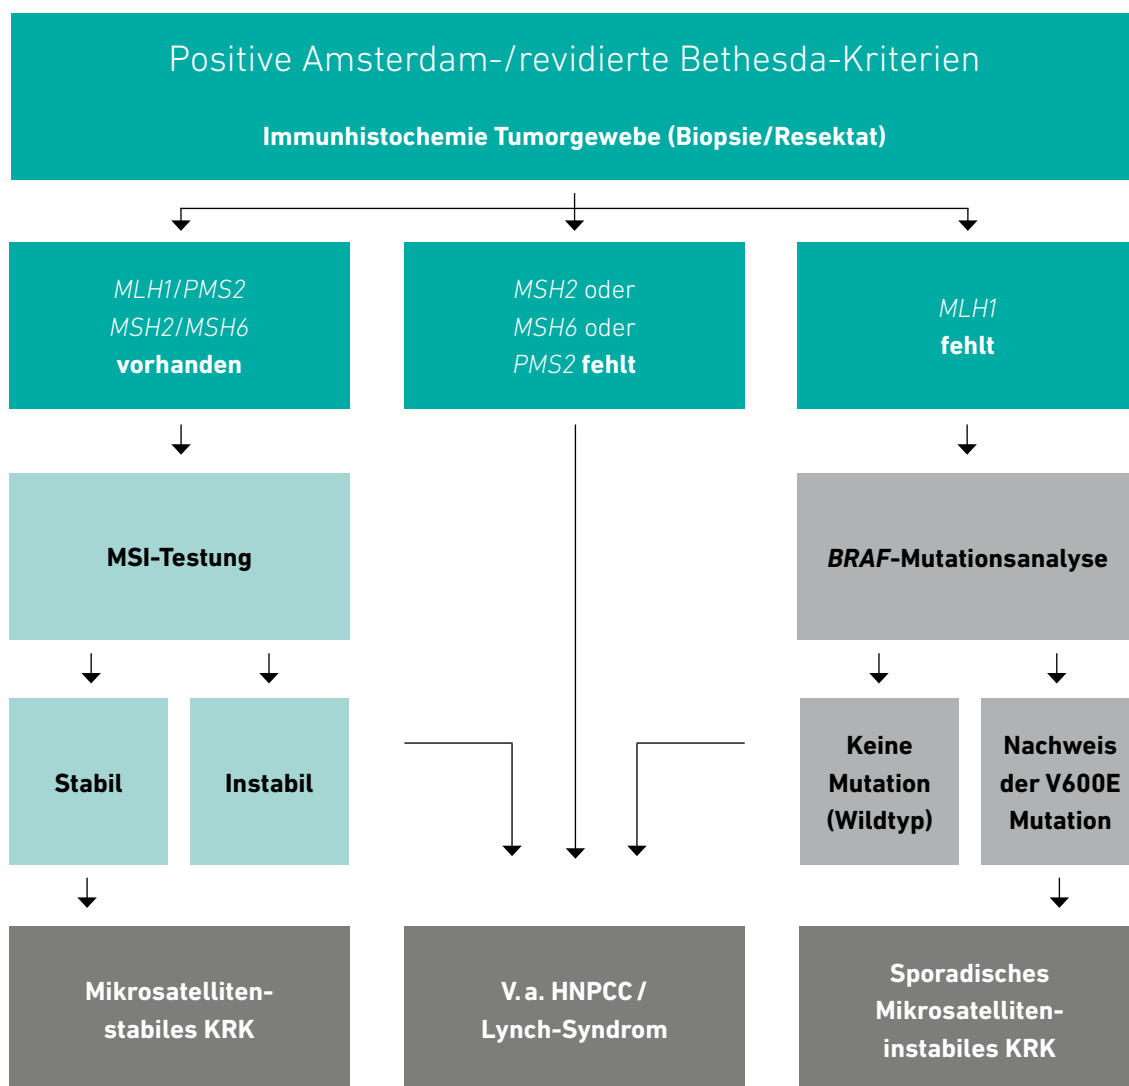 Positive Amsterdam-/revidierte Bethesda-Kriterien
Immunhistochemie Tumorgewebe (Biopsie/Resektat)
MLH1/PMS2
MSH2/MSH6
vorhanden
MSH2 oder
MSH6 oder
PMS2 fehlt
MLH1
fehlt
MSI-Testung
BRAF-Mutationsanalyse
Stabil
Instabil
Keine
Mutation
(Wildtyp)
Nachweis
der V600E
Mutation
Mikrosatelliten-
stabiles KRK
V. a. HNPCC /
Lynch-Syndrom
Sporadisches
Mikrosatelliten-
instabiles KRK